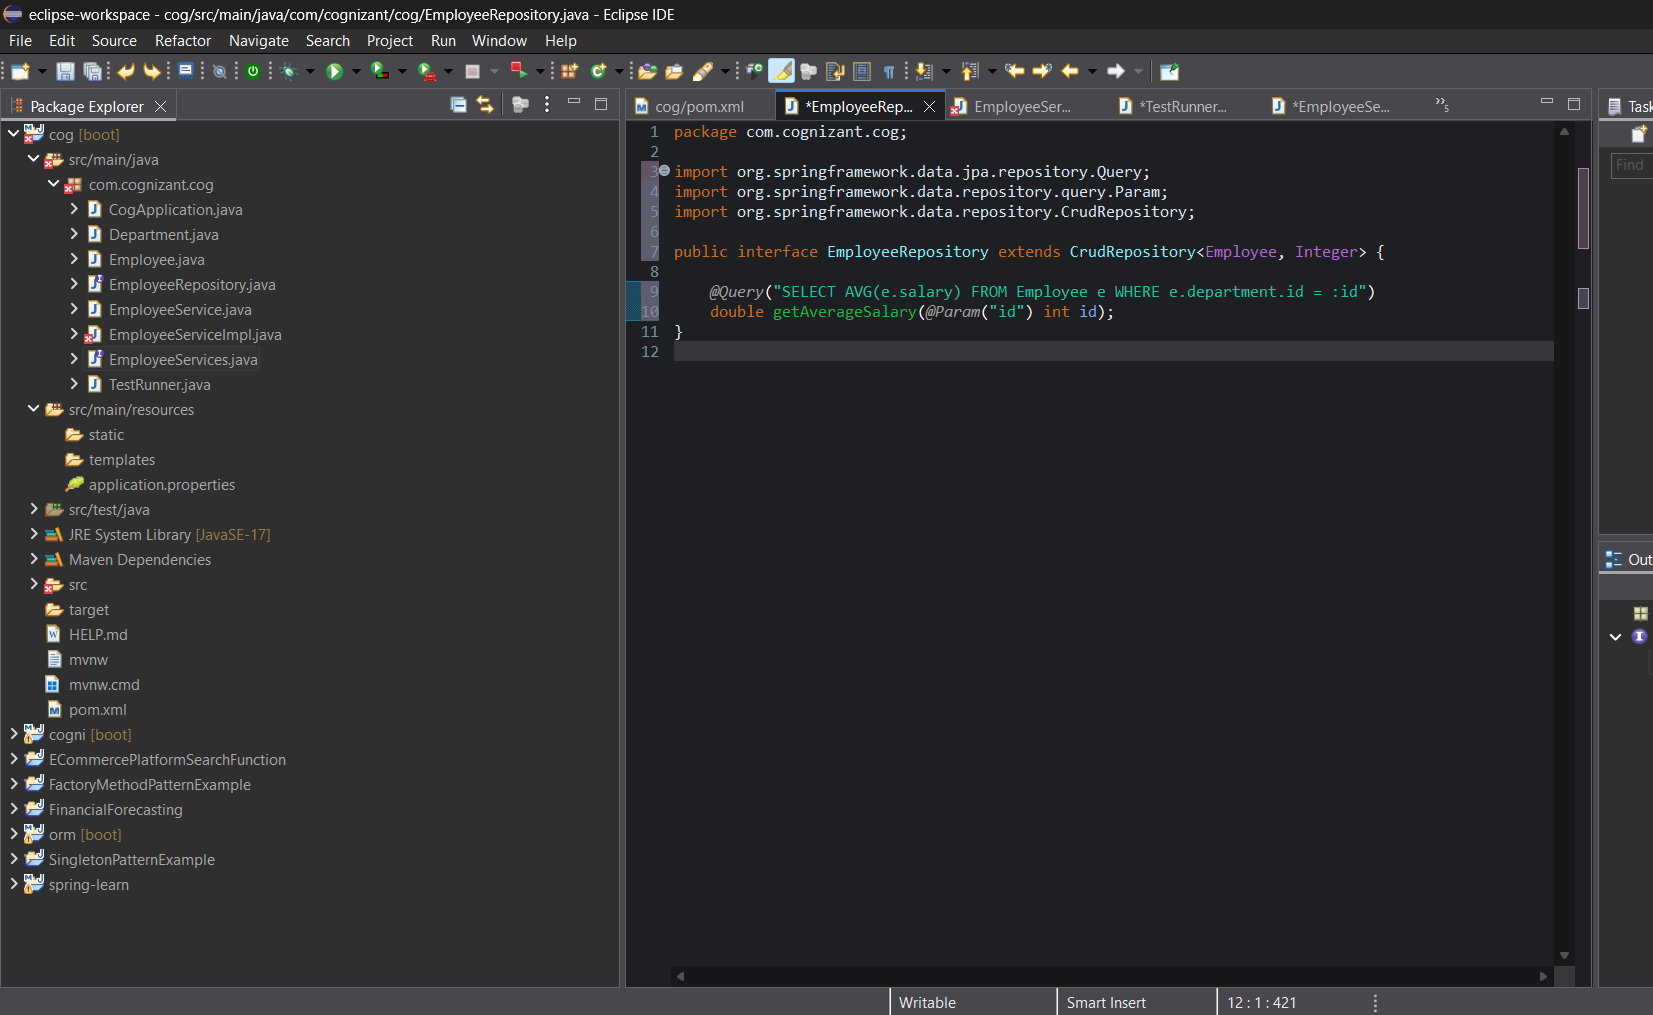 eclipse-workspace - cog/src/main/java/com/cognizant/cog/EmployeeRepository.java - Eclipse IDE
File Edit Source Refactor Navigate Search Project Run Window Help
Package Explorer
cog [boot]
src/main/java
com.cognizant.cog
CogApplication.java
Department.java
Employee.java
EmployeeRepository.java
EmployeeService.java
EmployeeServiceImpl.java
EmployeeServices.java
TestRunner.java
src/main/resources
static
templates
application.properties
src/test/java
JRE System Library [JavaSE-17]
Maven Dependencies
src
target
HELP.md
mvnw
mvnw.cmd
pom.xml
cogni [boot]
ECommercePlatformSearchFunction
FactoryMethodPatternExample
FinancialForecasting
orm [boot]
SingletonPatternExample
spring-learn
cog/pom.xml *EmployeeRep... EmployeeSer... *TestRunner... *EmployeeSe... »5
1 package com.cognizant.cog;
2
3 import org.springframework.data.jpa.repository.Query;
4 import org.springframework.data.repository.query.Param;
5 import org.springframework.data.repository.CrudRepository;
6
7 public interface EmployeeRepository extends CrudRepository<Employee, Integer> {
8
9 @Query("SELECT AVG(e.salary) FROM Employee e WHERE e.department.id = :id")
10 double getAverageSalary(@Param("id") int id);
11 }
12
Task
Find
Out
Writable Smart Insert 12 : 1 : 421